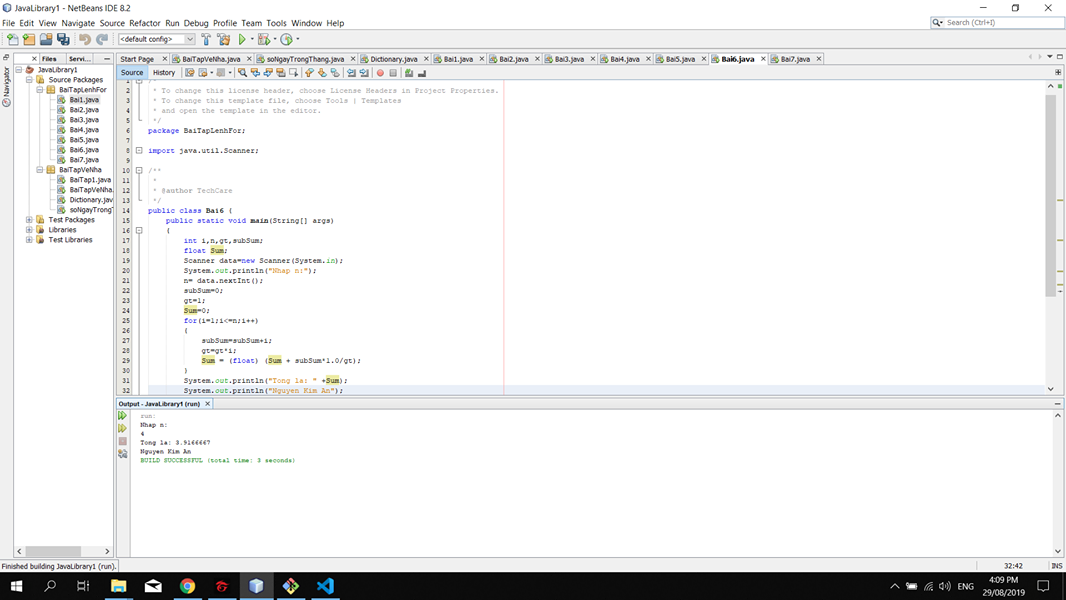 JavaLibrary1 - NetBeans IDE 8.2
File Edit View Navigate Source Refactor Run Debug Profile Team Tools Window Help
Search (Ctrl+I)
<default config>
Files Servi...
Start Page BaiTapVeNha.java soNgayTrongThang.java Dictionary.java Bai1.java Bai2.java Bai3.java Bai4.java Bai5.java Bai6.java Bai7.java
Source History
Navigator
JavaLibrary1
Source Packages
BaiTapLenhFor
Bai1.java
Bai2.java
Bai3.java
Bai4.java
Bai5.java
Bai6.java
Bai7.java
BaiTapVeNha
BaiTap1.java
BaiTapVeNha.
Dictionary.jav
soNgayTrongT
Test Packages
Libraries
Test Libraries
1 /*
2 * To change this license header, choose License Headers in Project Properties.
3 * To change this template file, choose Tools | Templates
4 * and open the template in the editor.
5 */
6 package BaiTapLenhFor;
7
8 import java.util.Scanner;
9
10 /**
11 *
12 * @author TechCare
13 */
14 public class Bai6 {
15 public static void main(String[] args)
16 {
17 int i,n,gt,subSum;
18 float Sum;
19 Scanner data=new Scanner(System.in);
20 System.out.println("Nhap n:");
21 n= data.nextInt();
22 subSum=0;
23 gt=1;
24 Sum=0;
25 for(i=1;i<=n;i++)
26 {
27 subSum=subSum+i;
28 gt=gt*i;
29 Sum = (float) (Sum + subSum*1.0/gt);
30 }
31 System.out.println("Tong la: " +Sum);
32 System.out.println("Nguyen Kim An");
Output - JavaLibrary1 (run)
run:
Nhap n:
4
Tong la: 3.9166667
Nguyen Kim An
BUILD SUCCESSFUL (total time: 3 seconds)
Finished building JavaLibrary1 (run).
32:42 INS
ENG
4:09 PM
29/08/2019